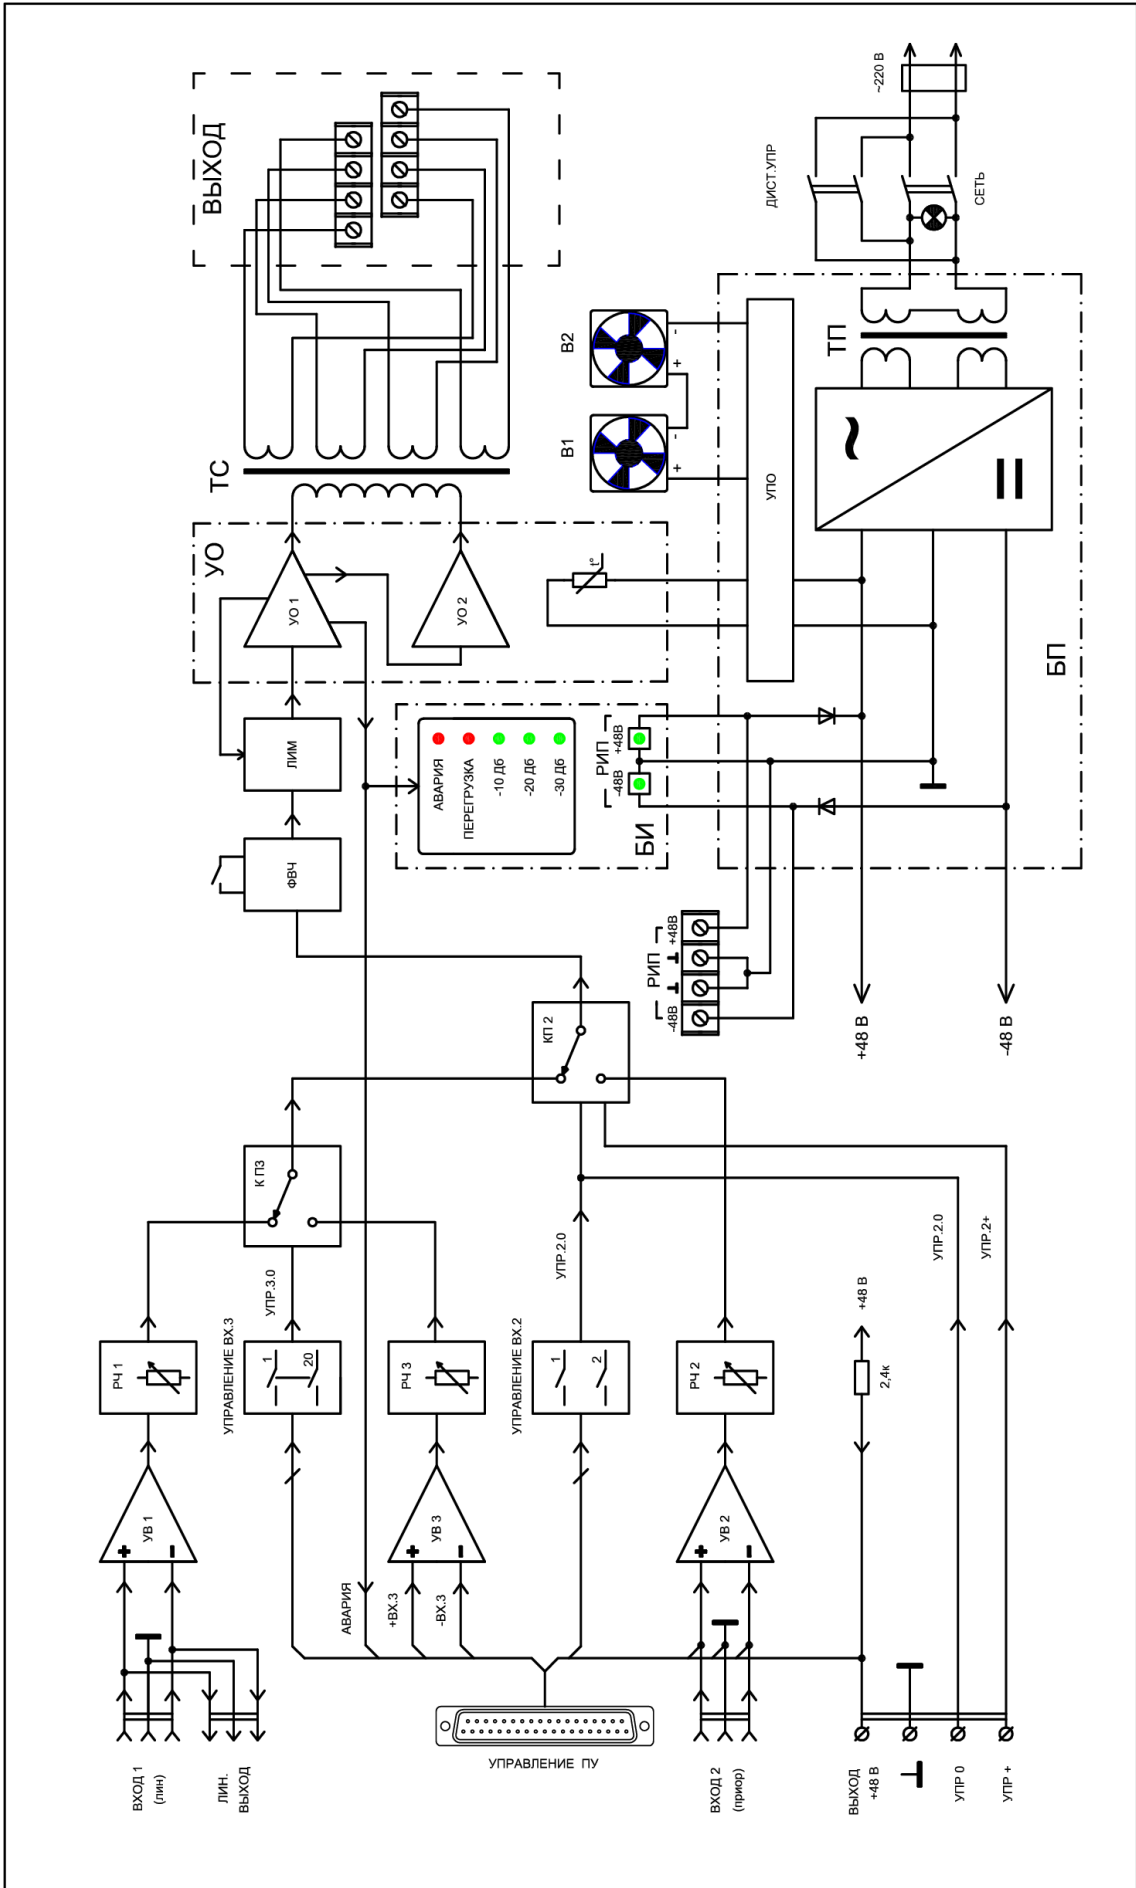 ВХОД 1
(лин)
ЛИН.
ВЫХОД
УПРАВЛЕНИЕ ПУ
ВХОД 2
(приор)
ВЫХОД
+48 В
УПР 0
УПР +
УВ 1
АВАРИЯ
+ВХ.3
-ВХ.3
УВ 3
УВ 2
РЧ 1
УПРАВЛЕНИЕ ВХ.3
1
20
РЧ 3
УПРАВЛЕНИЕ ВХ.2
1
2
РЧ 2
2,4к
+48 В
К П3
УПР.3.0
УПР.2.0
УПР.2.0
УПР.2+
КП 2
ФВЧ
ЛИМ
УО
УО 1
УО 2
t°
АВАРИЯ
ПЕРЕГРУЗКА
-10 Дб
-20 Дб
-30 Дб
РИП
-48В
+48В
БИ
РИП
-48В
+48В
+48 В
-48 В
ТС
ВЫХОД
В1
В2
+
-
+
-
УПО
БП
ТП
~
=
ДИСТ.УПР
СЕТЬ
~220 В